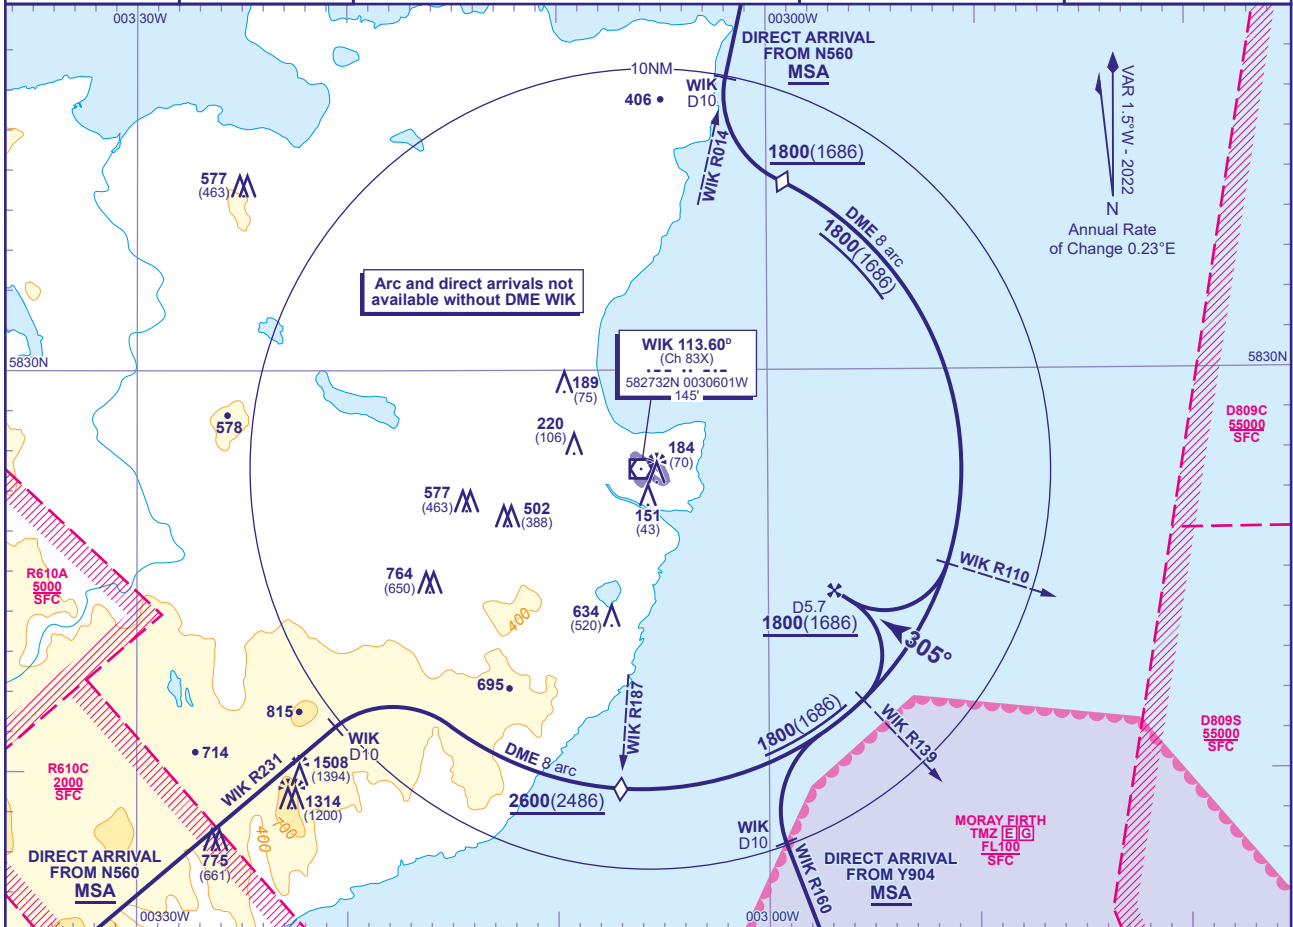 003 30W
003 00W
DIRECT ARRIVAL
FROM N560
MSA
10NM
WIK
D10
406
VAR 1.5°W - 2022
N
Annual Rate
of Change 0.23°E
WIK R014
1800(1686)
577
(463)
DME 8 arc
1800(1686)
Arc and direct arrivals not
available without DME WIK
WIK 113.60ᴰ
(Ch 83X)
582732N 0030601W
145'
5830N
5830N
189
(75)
578
220
(106)
184
(70)
D809C
55000
SFC
577
(463)
502
(388)
151
(43)
R610A
5000
SFC
764
(650)
WIK R110
634
(520)
400
D5.7
1800(1686)
305°
695
WIK R187
815
WIK
D10
714
1800(1686)
WIK R139
D809S
55000
SFC
R610C
2000
SFC
WIK R231
1508
(1394)
1314
(1200)
DME 8 arc
2600(2486)
700
400
775
(661)
WIK
D10
MORAY FIRTH
TMZ E G
FL100
SFC
DIRECT ARRIVAL
FROM N560
MSA
DIRECT ARRIVAL
FROM Y904
MSA
WIK R160
00330W
003 00W